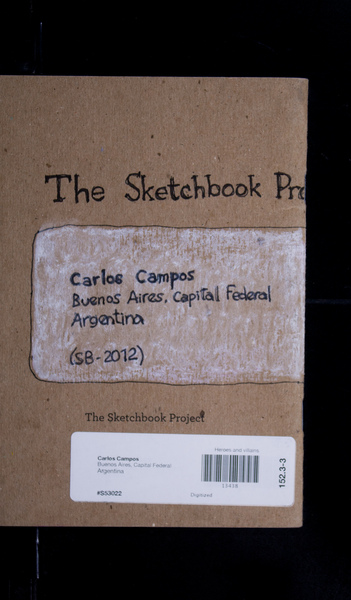 The Sketchbook Pro
Carlos Campos
Buenos Aires, Capital Federal
Argentina
(SB-2012)
The Sketchbook Project
Heroes and villains
Carlos Campos
Buenos Aires, Capital Federal
Argentina
#S53022
Digitized
152.3-3